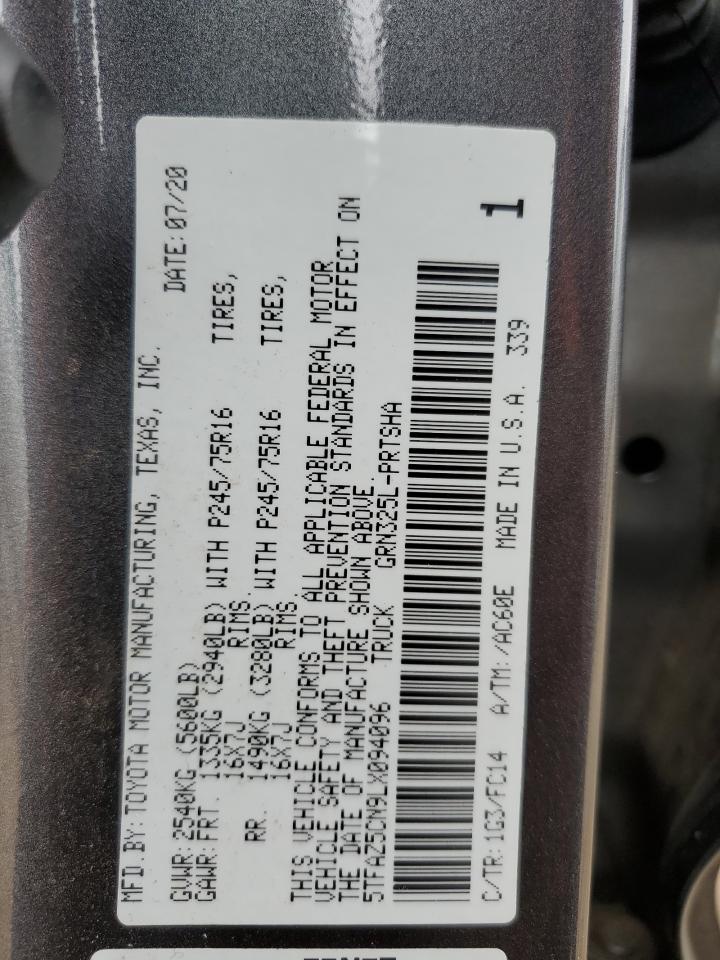 MFD.BY:TOYOTA MOTOR MANUFACTURING, TEXAS, INC.
DATE:07/20
GVWR:2540KG (5600LB)
GAWR:FRT. 1335KG (2940LB) WITH P245/75R16 TIRES,
16X7J RIMS.
RR. 1490KG (3280LB) WITH P245/75R16 TIRES,
16X7J RIMS.
THIS VEHICLE CONFORMS TO ALL APPLICABLE FEDERAL MOTOR
VEHICLE SAFETY AND THEFT PREVENTION STANDARDS IN EFFECT ON
THE DATE OF MANUFACTURE SHOWN ABOVE.
5TFAZ5CN9LX094096 TRUCK GRN325L-PRTSHA
1
C/TR:1G3/FC14 A/TM:/AC60E MADE IN U.S.A. 339